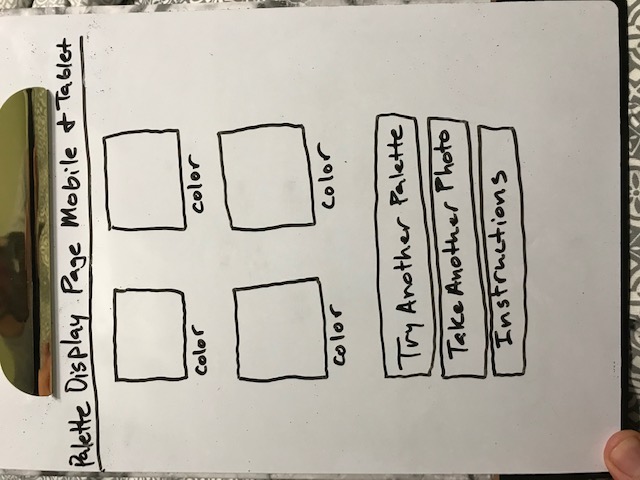 Palette Display Page Mobile & Tablet
color color
color color
Try Another Palette
Take Another Photo
Instructions